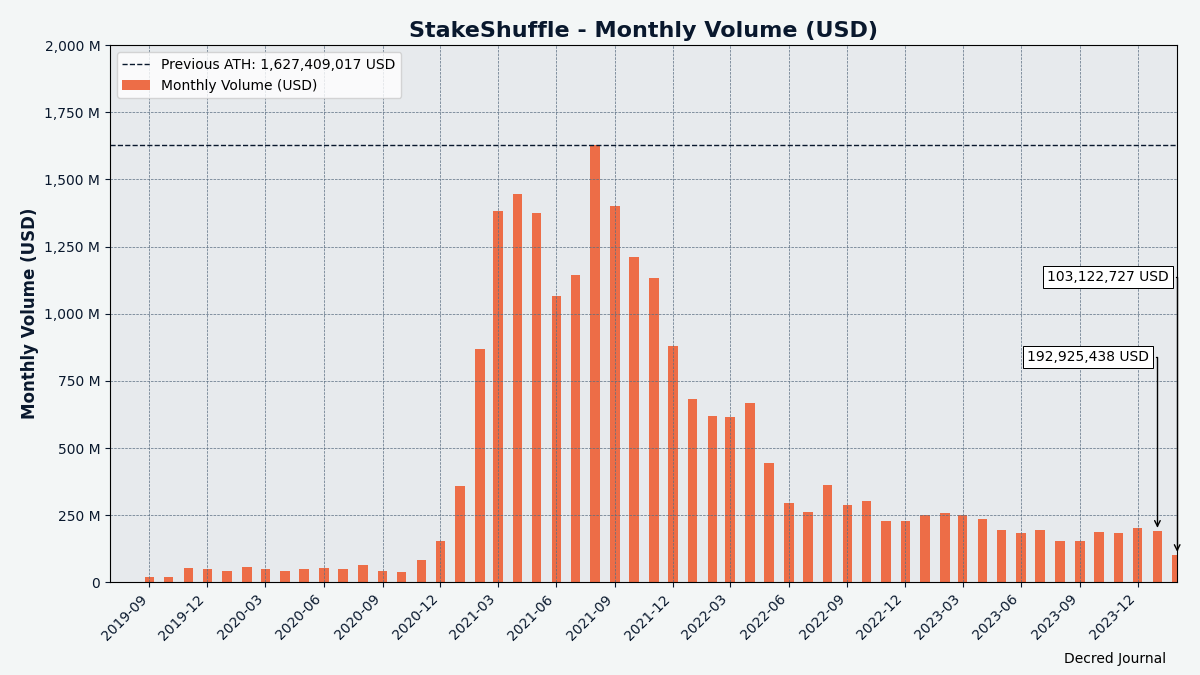 StakeShuffle - Monthly Volume (USD)
Previous ATH: 1,627,409,017 USD
Monthly Volume (USD)
Monthly Volume (USD)
2,000 M
1,750 M
1,500 M
1,250 M
1,000 M
750 M
500 M
250 M
0
103,122,727 USD
192,925,438 USD
2019-09
2019-12
2020-03
2020-06
2020-09
2020-12
2021-03
2021-06
2021-09
2021-12
2022-03
2022-06
2022-09
2022-12
2023-03
2023-06
2023-09
2023-12
Decred Journal